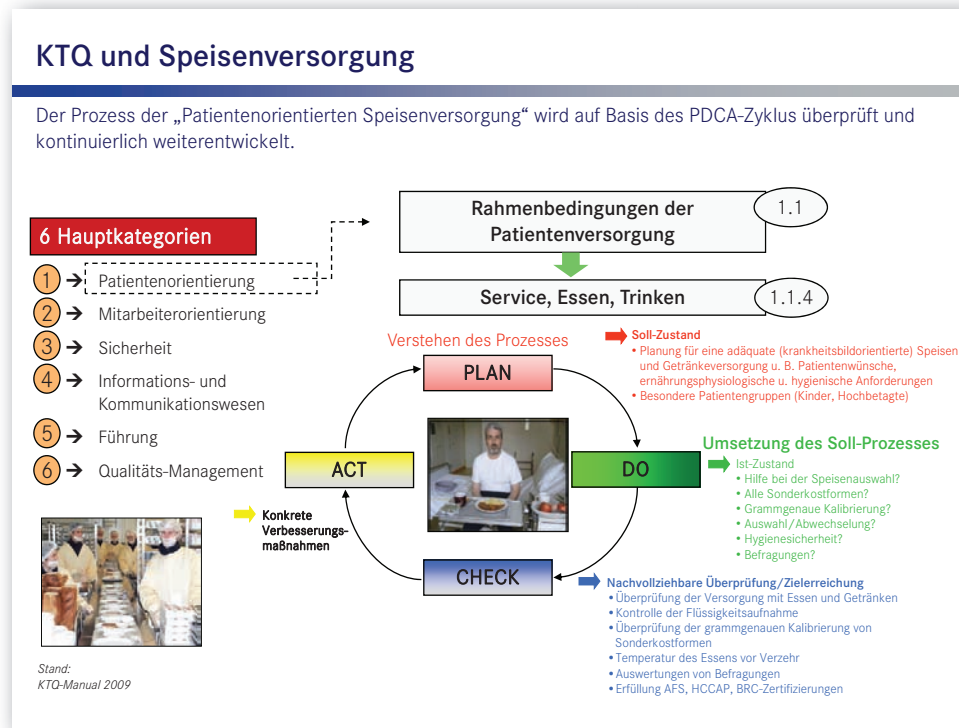 KTQ und Speisenversorgung
Der Prozess der „Patientenorientierten Speisenversorgung“ wird auf Basis des PDCA-Zyklus überprüft und
kontinuierlich weiterentwickelt.
6 Hauptkategorien
1 → Patientenorientierung
2 → Mitarbeiterorientierung
3 → Sicherheit
4 → Informations- und
Kommunikationswesen
5 → Führung
6 → Qualitäts-Management
Rahmenbedingungen der
Patientenversorgung
1.1
Service, Essen, Trinken
1.1.4
Verstehen des Prozesses
PLAN
Soll-Zustand
• Planung für eine adäquate (krankheitsbildorientierte) Speisen
und Getränkeversorgung u. B. Patientenwünsche,
ernährungsphysiologische u. hygienische Anforderungen
• Besondere Patientengruppen (Kinder, Hochbetagte)
Umsetzung des Soll-Prozesses
DO
Ist-Zustand
• Hilfe bei der Speisenauswahl?
• Alle Sonderkostformen?
• Grammgenaue Kalibrierung?
• Auswahl/Abwechselung?
• Hygienesicherheit?
• Befragungen?
ACT
Konkrete
Verbesserungs-
maßnahmen
CHECK
Nachvollziehbare Überprüfung/Zielerreichung
• Überprüfung der Versorgung mit Essen und Getränken
• Kontrolle der Flüssigkeitsaufnahme
• Überprüfung der grammgenauen Kalibrierung von
Sonderkostformen
• Temperatur des Essens vor Verzehr
• Auswertungen von Befragungen
• Erfüllung AFS, HCCAP, BRC-Zertifizierungen
Stand:
KTQ-Manual 2009